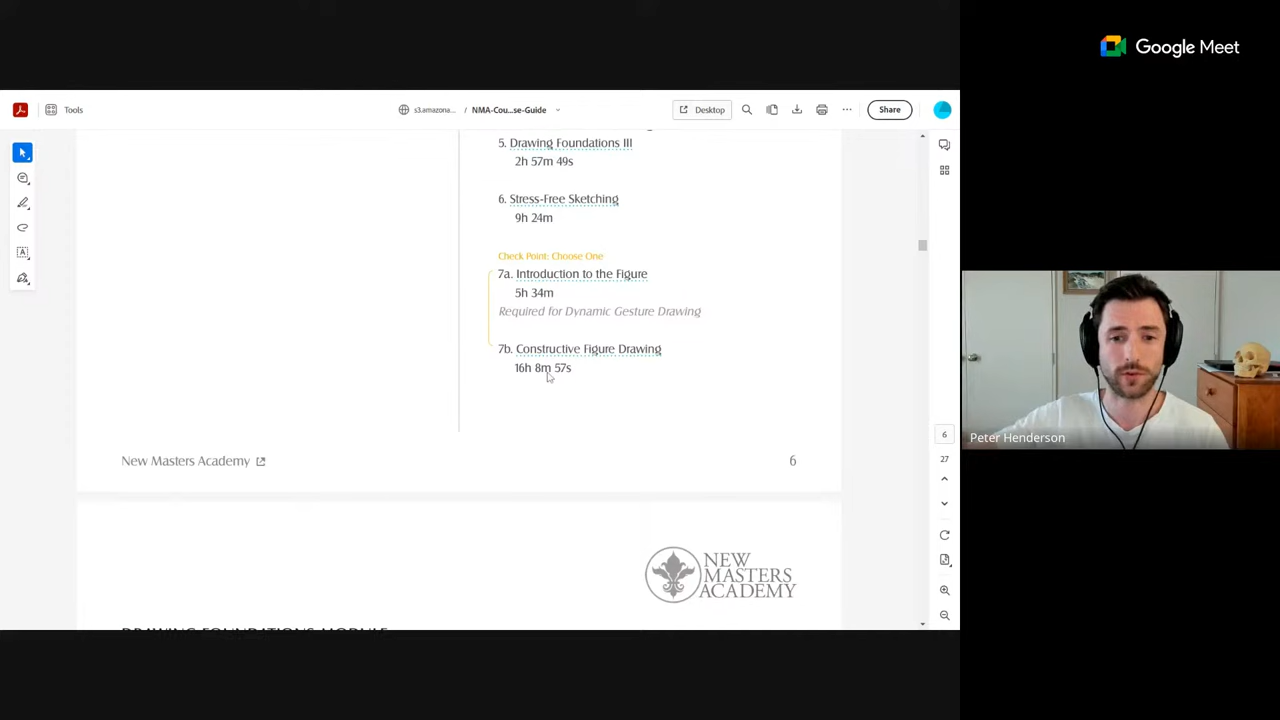 Google Meet
Tools
s3.amazona...
/ NMA-Cou...se-Guide
Desktop
Share
5. Drawing Foundations III
2h 57m 49s
6. Stress-Free Sketching
9h 24m
Check Point: Choose One
7a. Introduction to the Figure
5h 34m
Required for Dynamic Gesture Drawing
7b. Constructive Figure Drawing
16h 8m 57s
Peter Henderson
6
27
New Masters Academy
6
NEW
MASTERS
ACADEMY
DRAWING FOUNDATIONS MODULE